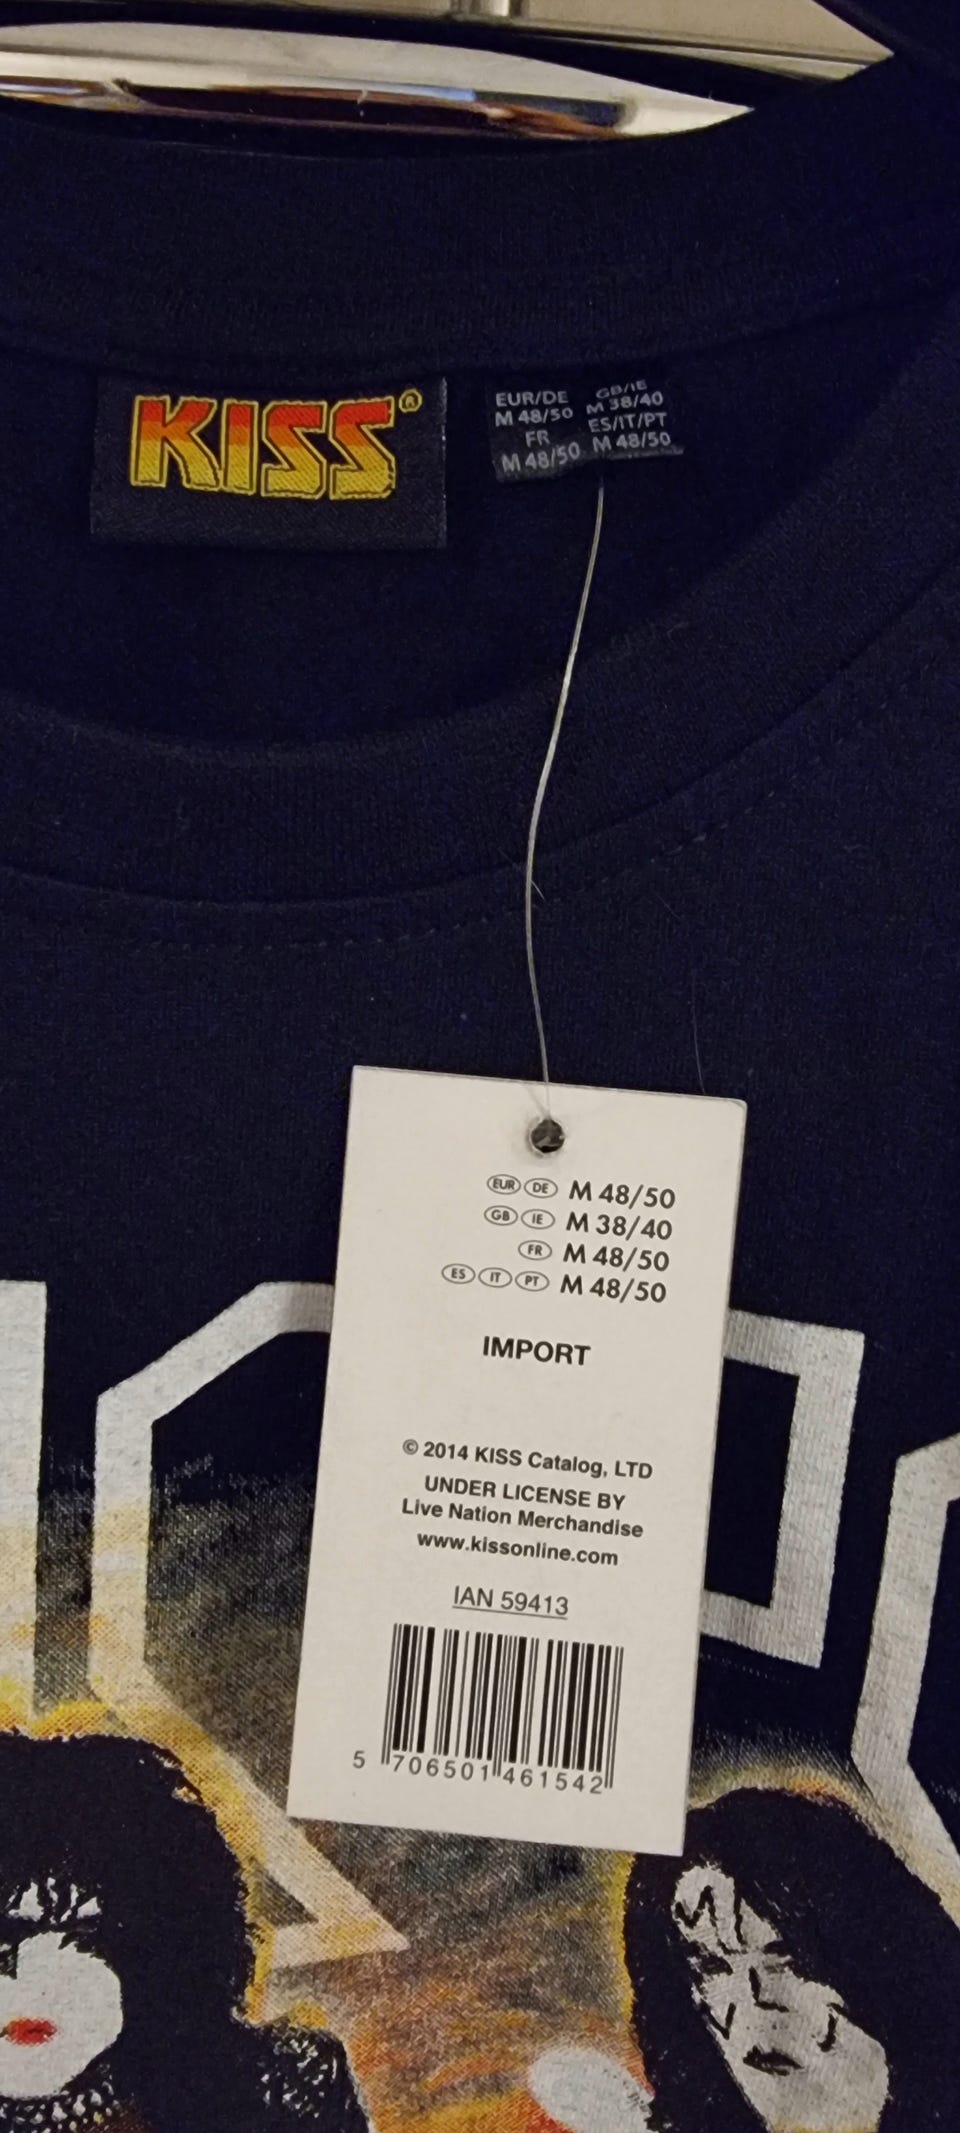 KISS®
EUR/DE
M 48/50
FR
M 48/50
GB/IE
M 38/40
ES/IT/PT
M 48/50
EUR DE M 48/50
GB IE M 38/40
FR M 48/50
ES IT PT M 48/50
IMPORT
© 2014 KISS Catalog, LTD
UNDER LICENSE BY
Live Nation Merchandise
www.kissonline.com
IAN 59413
5 706501 461542